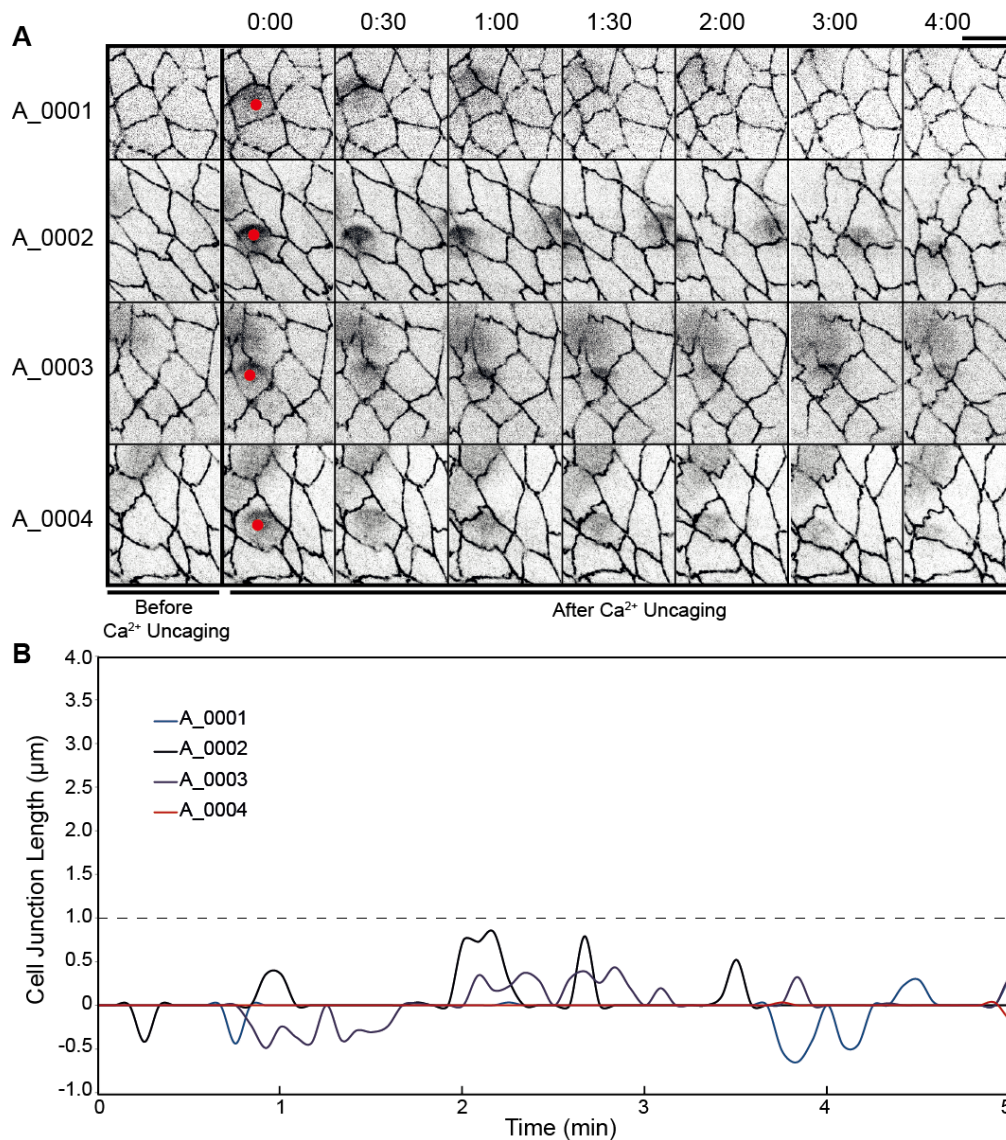 A
0:00 0:30 1:00 1:30 2:00 3:00 4:00
A_0001
A_0002
A_0003
A_0004
Before
Ca²⁺ Uncaging
After Ca²⁺ Uncaging
B
Cell Junction Length (µm)
4.0
3.5
3.0
2.5
2.0
1.5
1.0
0.5
0
-0.5
-1.0
A_0001
A_0002
A_0003
A_0004
0 1 2 3 4 5
Time (min)